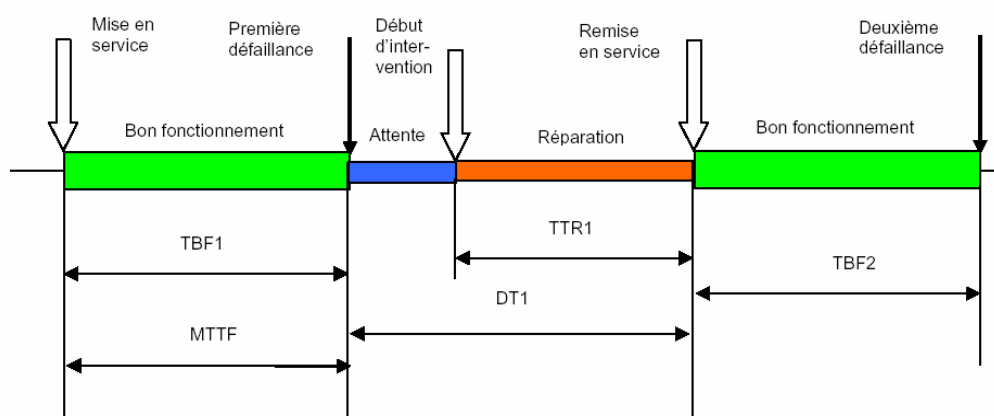 Mise en
service
Première
défaillance
Début
d'inter-
vention
Remise
en service
Deuxième
défaillance
Bon fonctionnement
Attente
Réparation
Bon fonctionnement
TBF1
TTR1
TBF2
DT1
MTTF